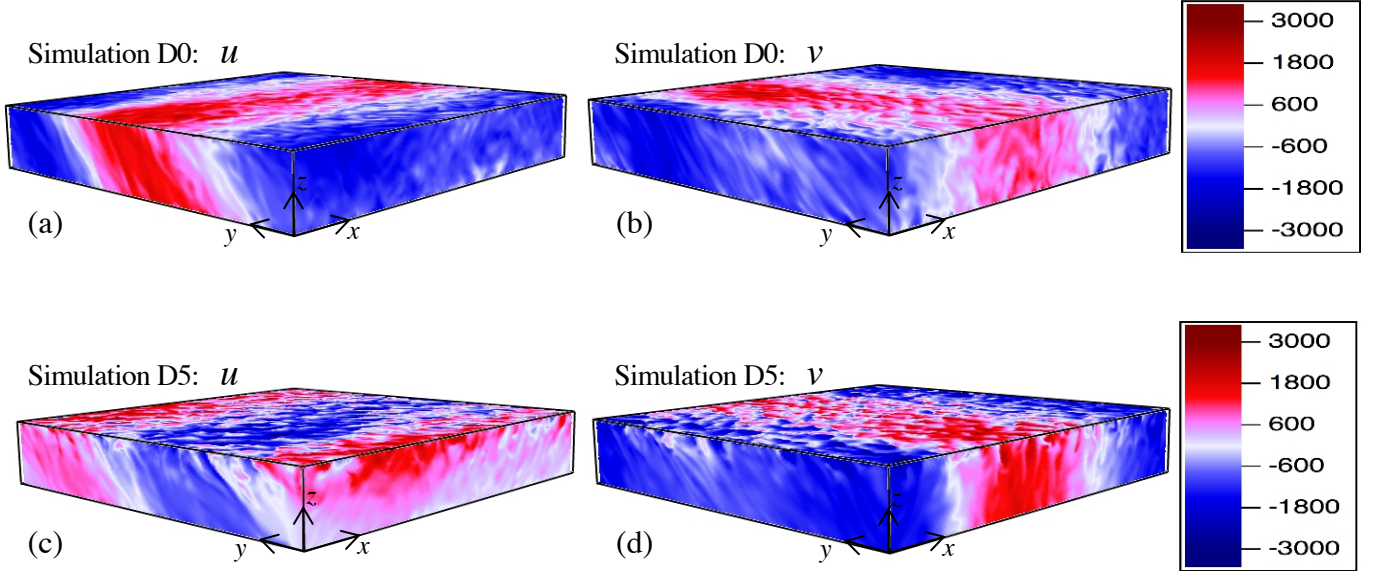 Simulation D0: u
z
y
x
(a)
Simulation D0: v
z
y
x
(b)
3000
1800
600
-600
-1800
-3000
Simulation D5: u
z
y
x
(c)
Simulation D5: v
z
y
x
(d)
3000
1800
600
-600
-1800
-3000